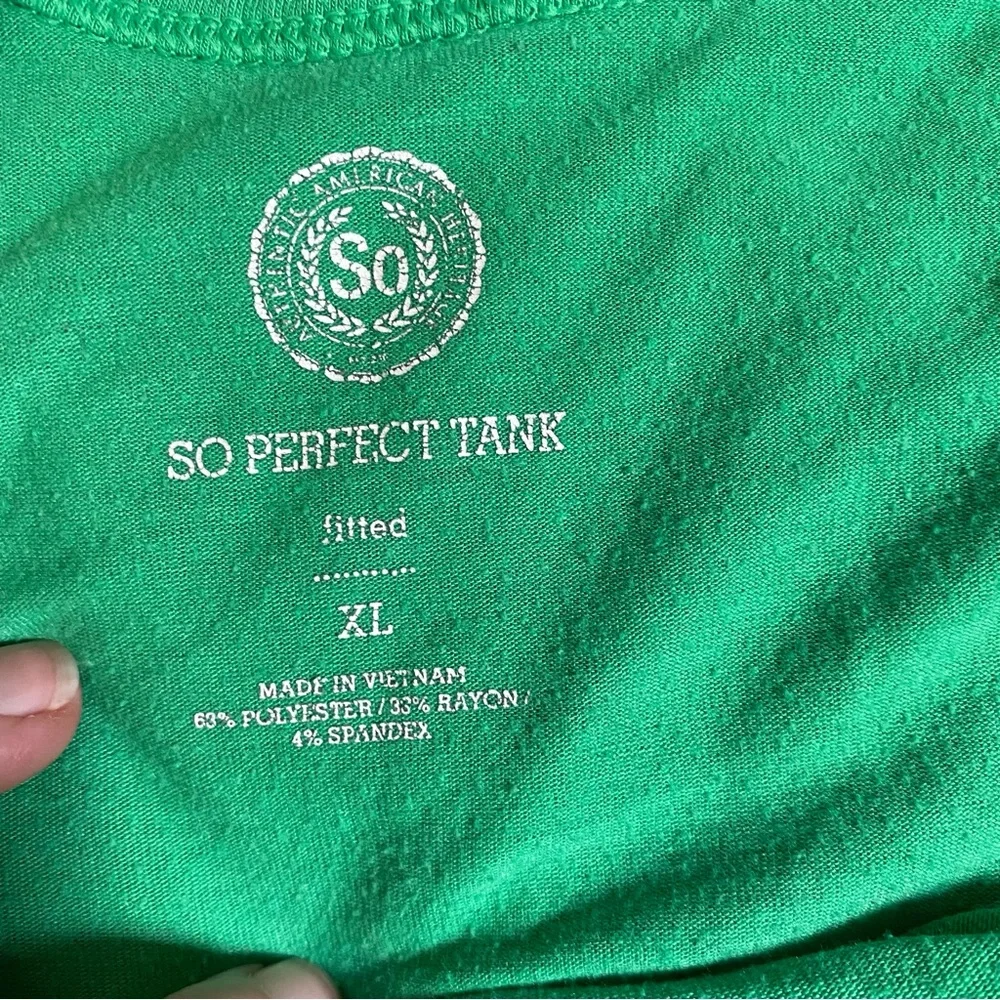 AUTHENTIC AMERICAN HERITAGE
So
SO PERFECT TANK
fitted
XL
MADE IN VIETNAM
63% POLYESTER / 33% RAYON /
4% SPANDEX